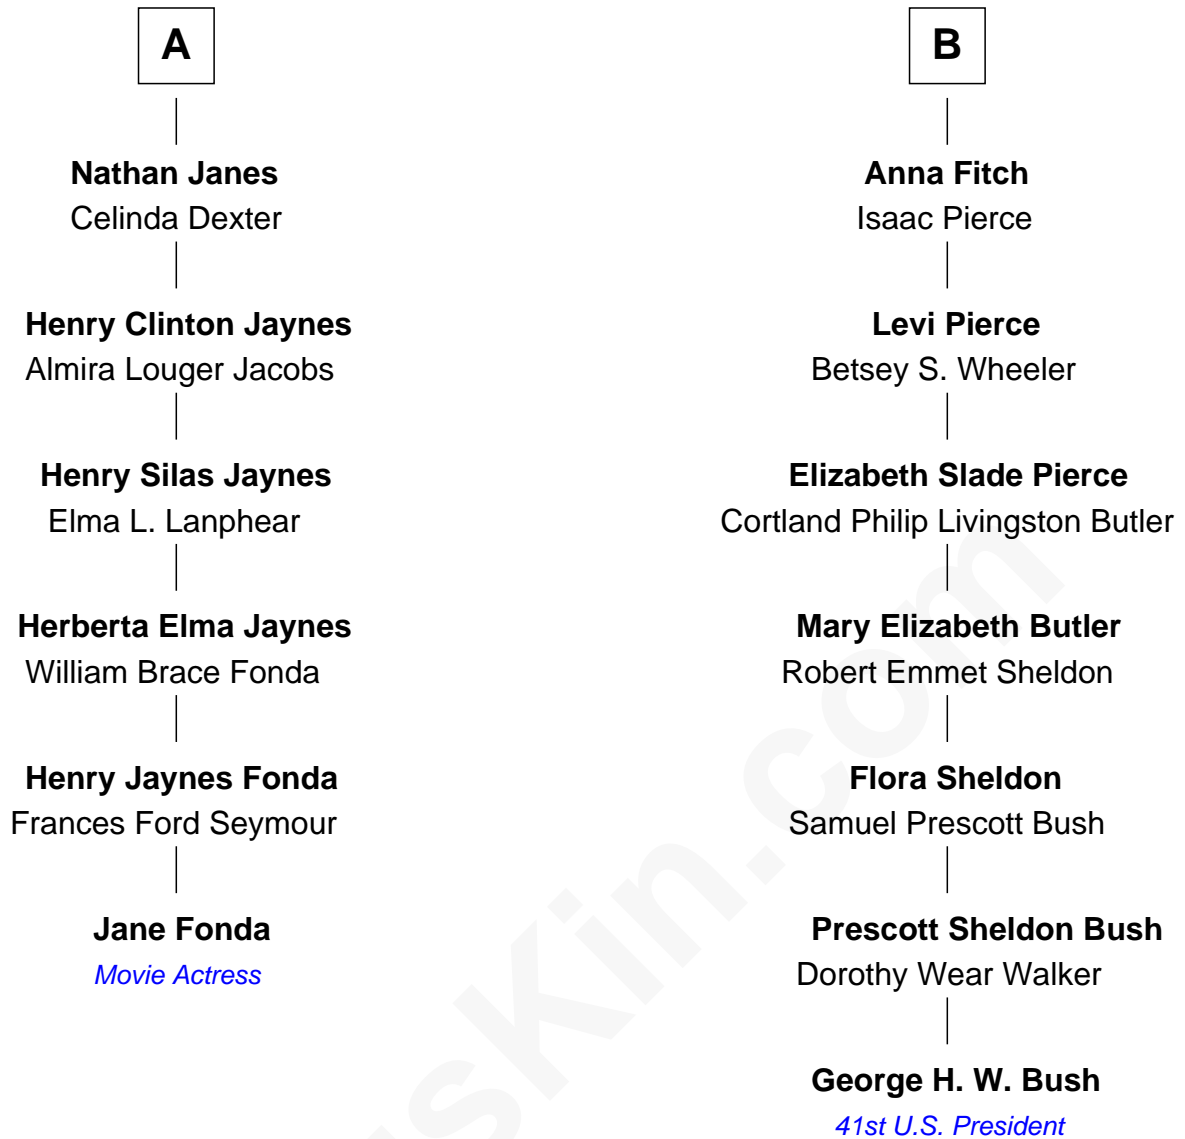 A
Nathan Janes
Celinda Dexter
Henry Clinton Jaynes
Almira Louger Jacobs
Henry Silas Jaynes
Elma L. Lanphear
Herberta Elma Jaynes
William Brace Fonda
Henry Jaynes Fonda
Frances Ford Seymour
Jane Fonda
Movie Actress
B
Anna Fitch
Isaac Pierce
Levi Pierce
Betsey S. Wheeler
Elizabeth Slade Pierce
Cortland Philip Livingston Butler
Mary Elizabeth Butler
Robert Emmet Sheldon
Flora Sheldon
Samuel Prescott Bush
Prescott Sheldon Bush
Dorothy Wear Walker
George H. W. Bush
41st U.S. President